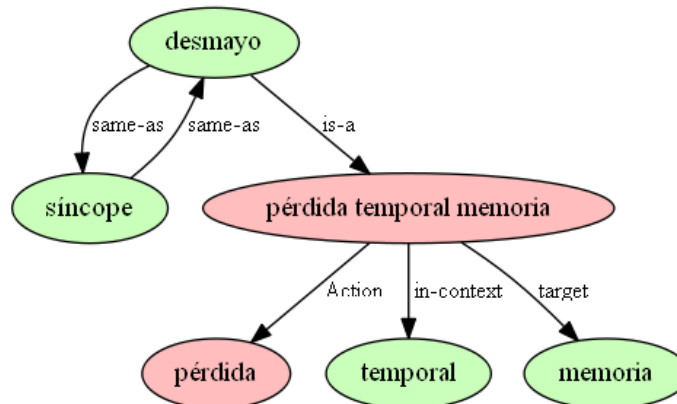 desmayo
same-as
same-as
is-a
síncope
pérdida temporal memoria
Action
in-context
target
pérdida
temporal
memoria